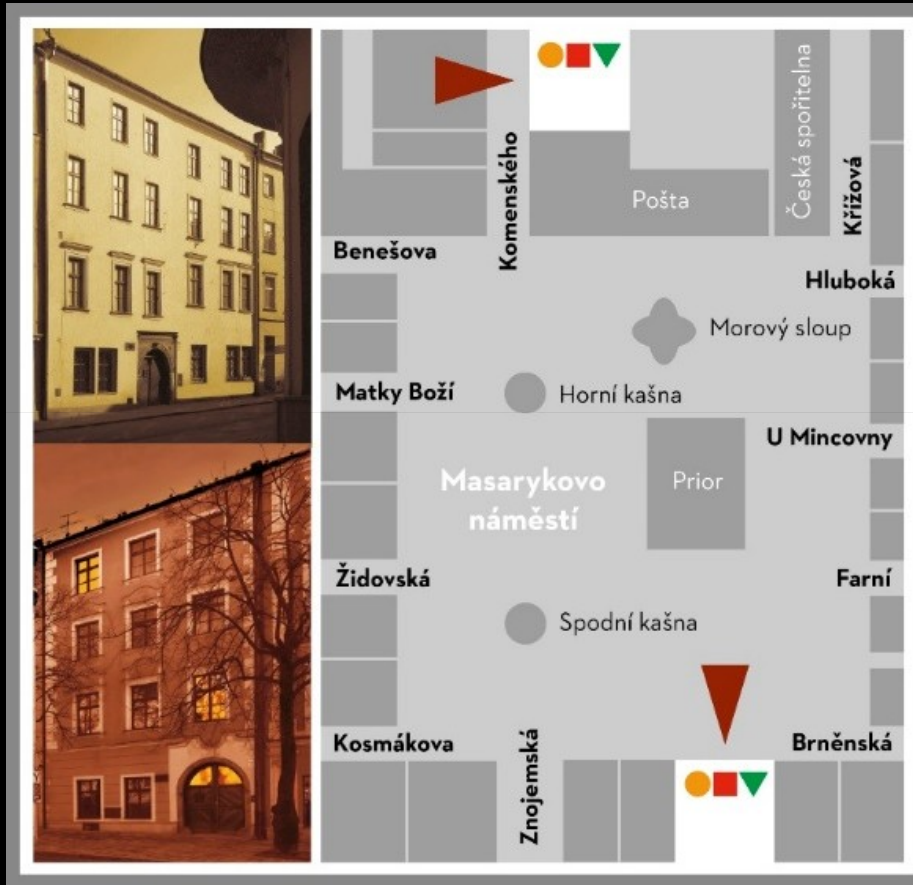 Komenského
Pošta
Česká spořitelna
Křížová
Benešova
Hluboká
Morový sloup
Matky Boží
Horní kašna
U Mincovny
Masarykovo
náměstí
Prior
Židovská
Farní
Spodní kašna
Kosmákova
Znojemská
Brněnská